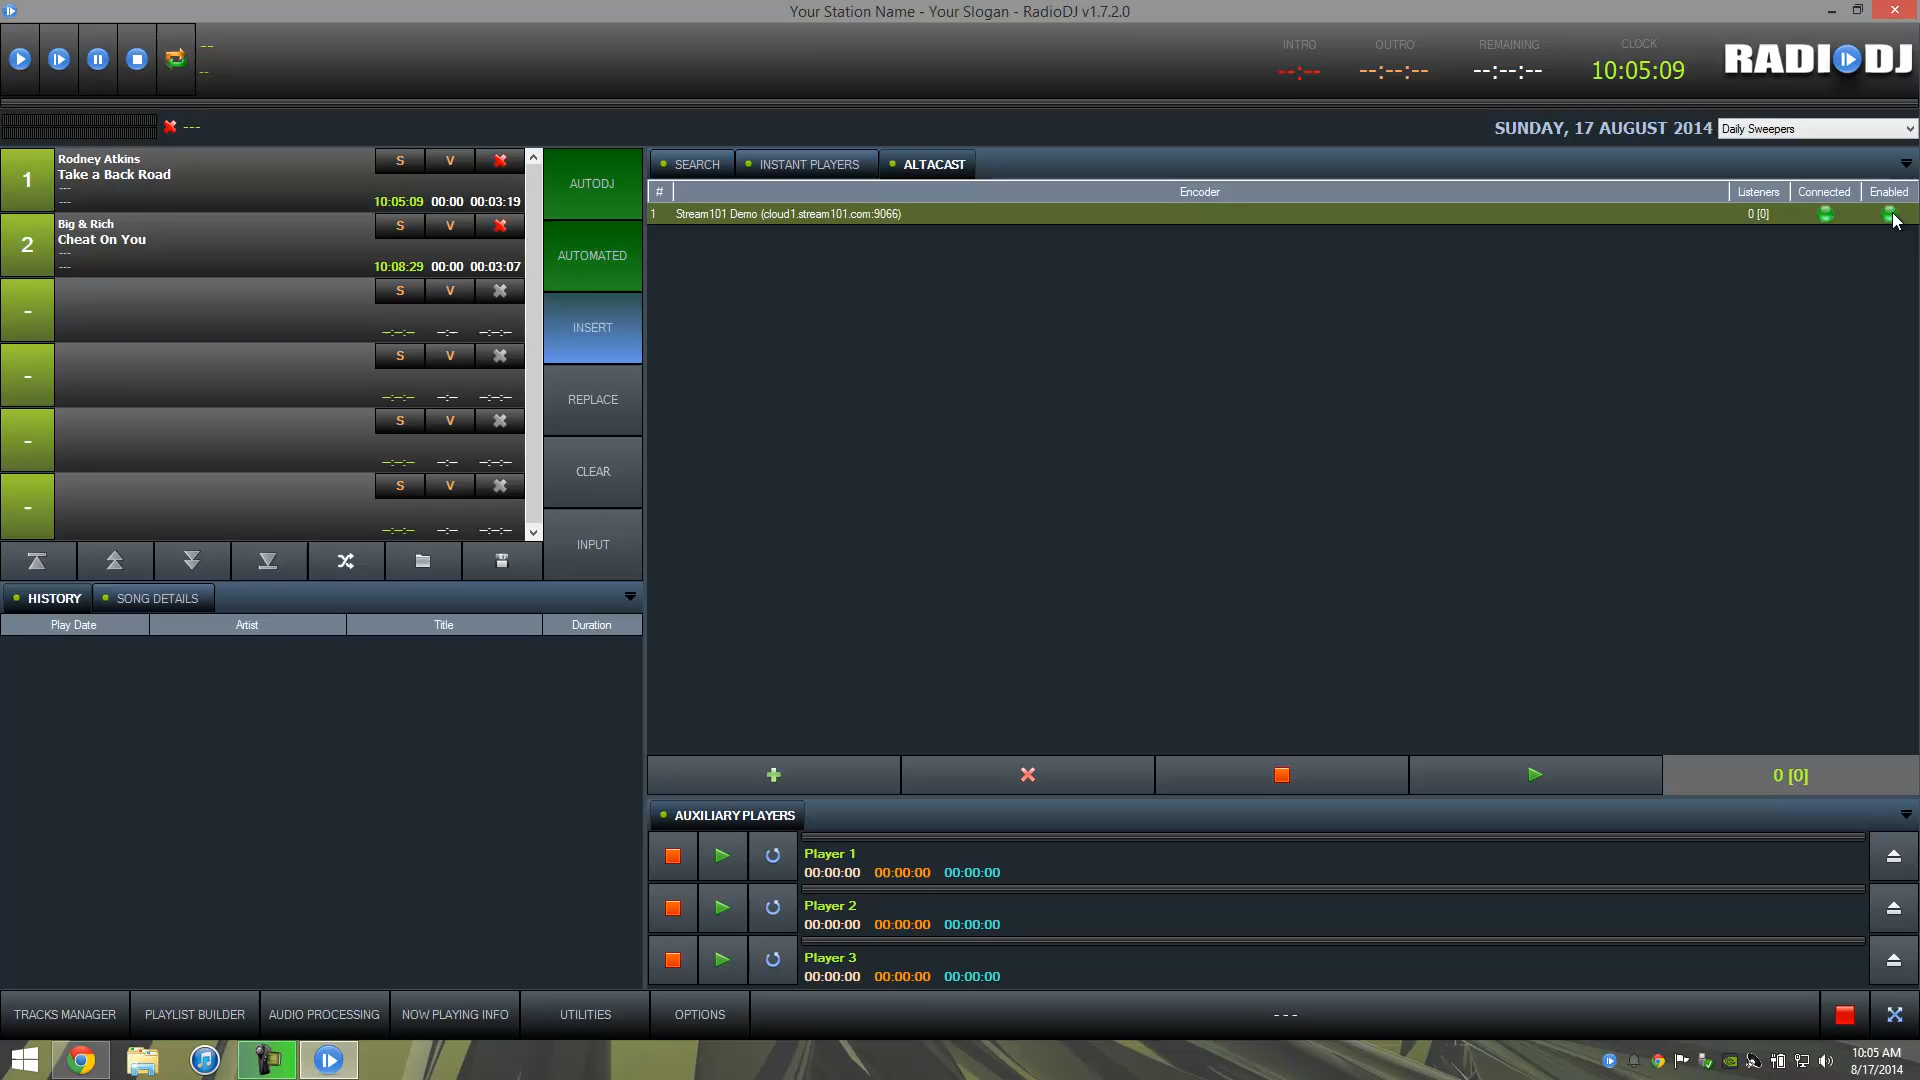 Your Station Name - Your Slogan - RadioDJ v1.7.2.0
--
--
INTRO
--:--
OUTRO
--:--:--
REMAINING
--:--:--
CLOCK
10:05:09
RADIODJ
---
SUNDAY, 17 AUGUST 2014
Daily Sweepers
1
Rodney Atkins
Take a Back Road
---
---
S V
10:05:09 00:00 00:03:19
2
Big & Rich
Cheat On You
---
---
S V
10:08:29 00:00 00:03:07
-
S V
--:--:-- --:-- --:--:--
-
S V
--:--:-- --:-- --:--:--
-
S V
--:--:-- --:-- --:--:--
-
S V
--:--:-- --:-- --:--:--
AUTODJ
AUTOMATED
INSERT
REPLACE
CLEAR
INPUT
HISTORY
SONG DETAILS
Play Date Artist Title Duration
SEARCH
INSTANT PLAYERS
ALTACAST
# Encoder Listeners Connected Enabled
1 Stream101 Demo (cloud1.stream101.com:9066) 0 [0]
0 [0]
AUXILIARY PLAYERS
Player 1
00:00:00 00:00:00 00:00:00
Player 2
00:00:00 00:00:00 00:00:00
Player 3
00:00:00 00:00:00 00:00:00
TRACKS MANAGER
PLAYLIST BUILDER
AUDIO PROCESSING
NOW PLAYING INFO
UTILITIES
OPTIONS
---
10:05 AM
8/17/2014